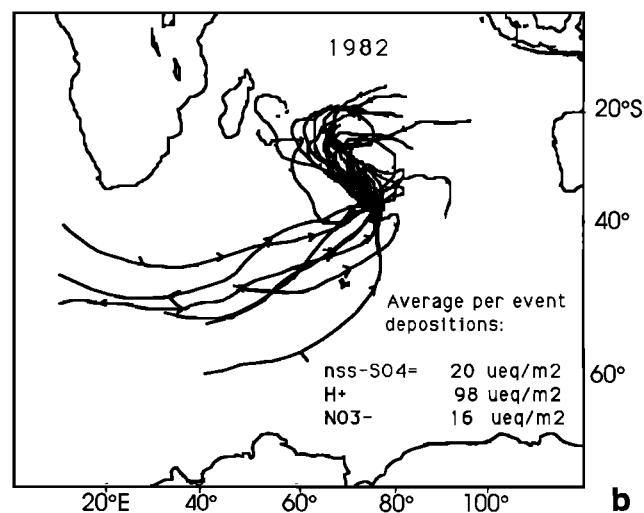 1982
20°S
40°
Average per event
depositions:
nss-SO4= 20 ueq/m2
60°
H+ 98 ueq/m2
NO3- 16 ueq/m2
20°E 40° 60° 80° 100° b